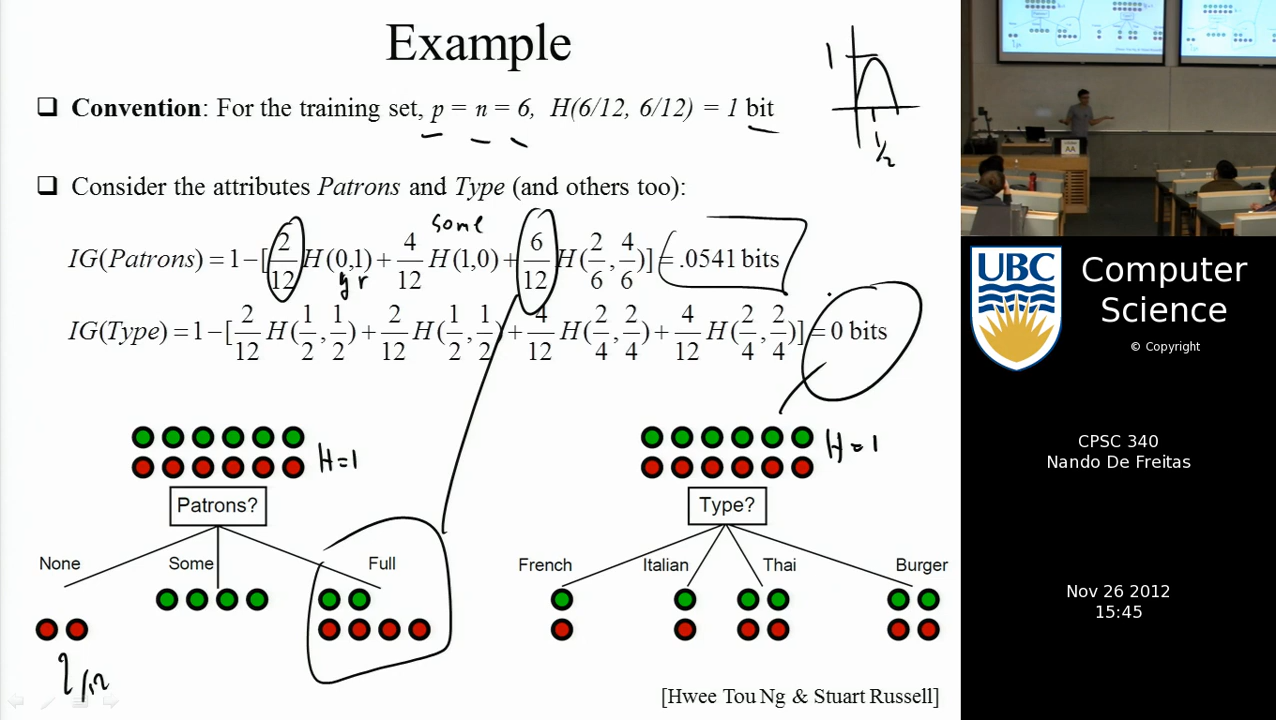 Example
❑ Convention: For the training set, p = n = 6, H(6/12, 6/12) = 1 bit
1
1/2
❑ Consider the attributes Patrons and Type (and others too):
some
IG(Patrons) = 1 − [2/12 H(0,1) + 4/12 H(1,0) + 6/12 H(2/6, 4/6)] = .0541 bits
g r
IG(Type) = 1 − [2/12 H(1/2, 1/2) + 2/12 H(1/2, 1/2) + 4/12 H(2/4, 2/4) + 4/12 H(2/4, 2/4)] = 0 bits
H=1
H=1
Patrons?
Type?
None Some Full
French Italian Thai Burger
2/12
[Hwee Tou Ng & Stuart Russell]
UBC
Computer
Science
© Copyright
CPSC 340
Nando De Freitas
Nov 26 2012
15:45